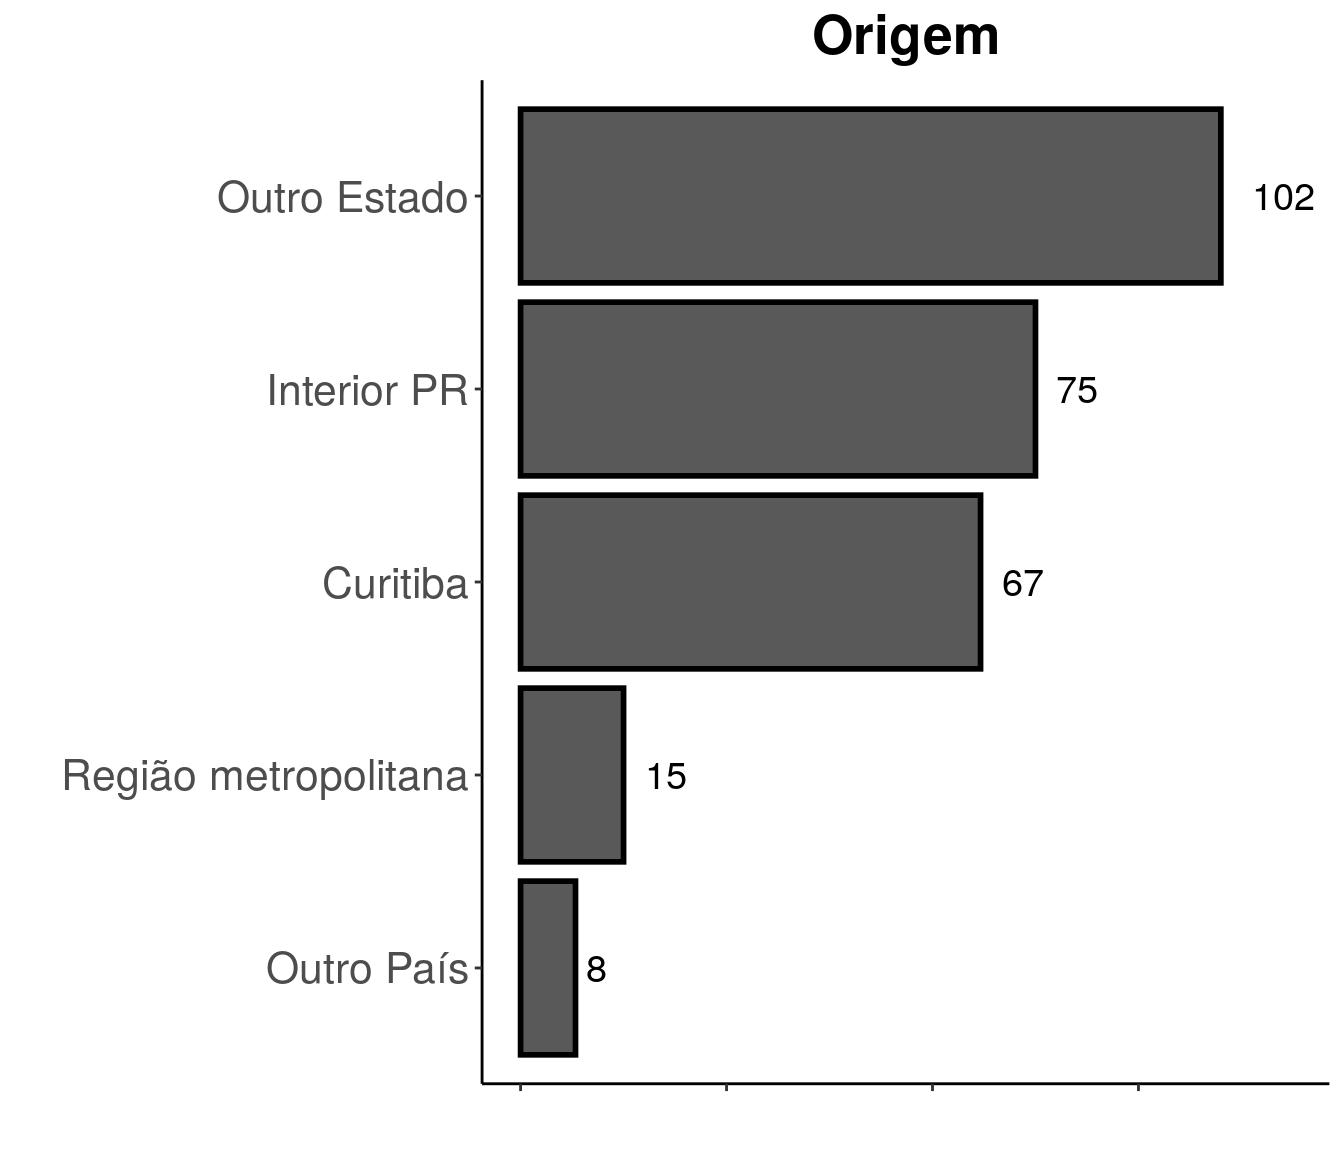 Origem
Outro Estado
102
Interior PR
75
Curitiba
67
Região metropolitana
15
Outro País
8